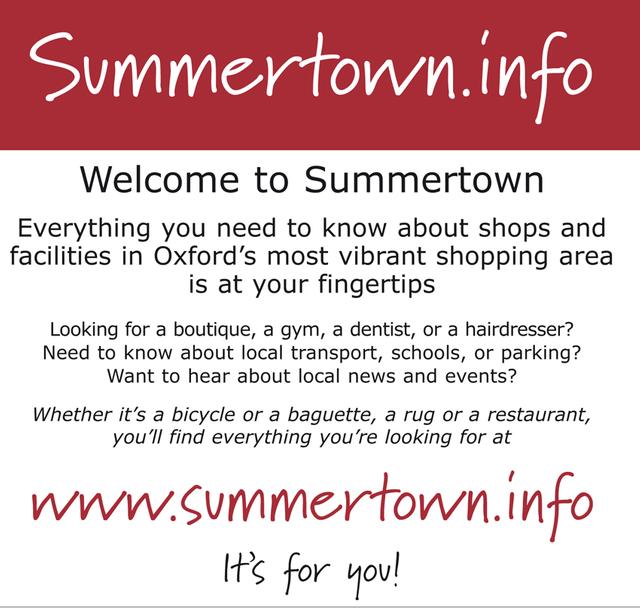 Summertown.info
Welcome to Summertown
Everything you need to know about shops and
facilities in Oxford's most vibrant shopping area
is at your fingertips
Looking for a boutique, a gym, a dentist, or a hairdresser?
Need to know about local transport, schools, or parking?
Want to hear about local news and events?
Whether it's a bicycle or a baguette, a rug or a restaurant,
you'll find everything you're looking for at
www.summertown.info
It's for you!